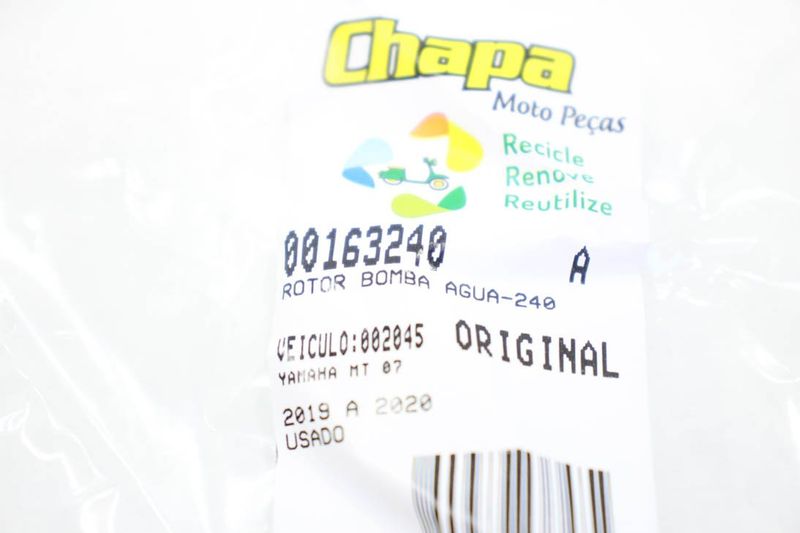 Chapa
Moto Peças
Recicle
Renove
Reutilize
00163240 A
ROTOR BOMBA AGUA-240
VEICULO:002045 ORIGINAL
YAMAHA MT 07
2019 A 2020
USADO